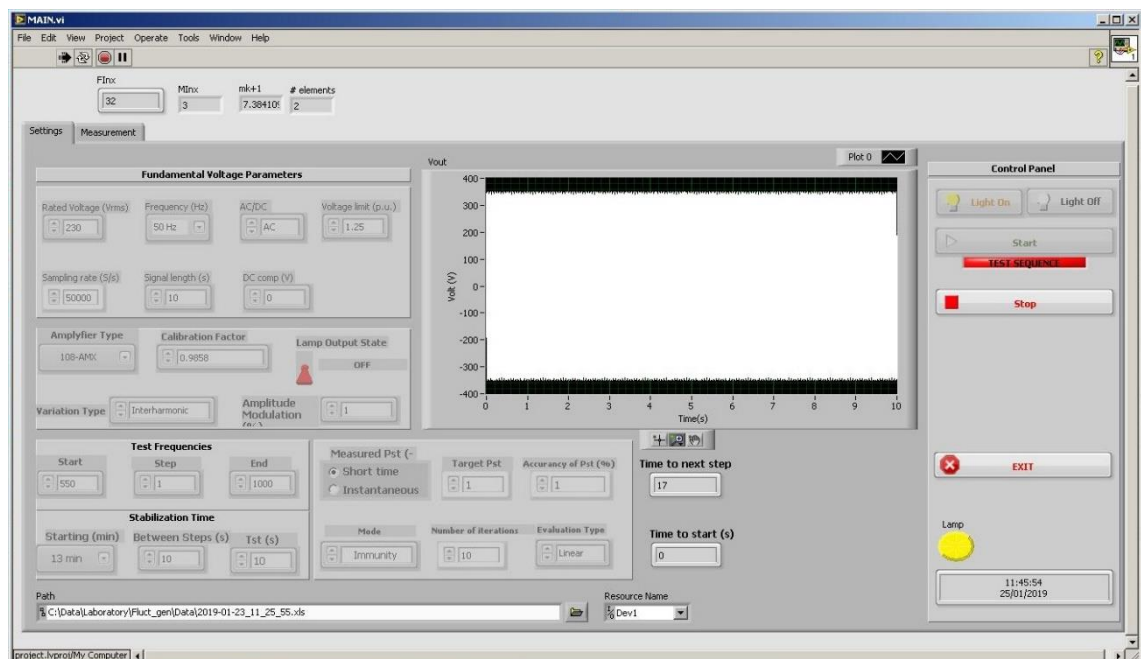 MAIN.vi
File Edit View Project Operate Tools Window Help
FInx
32
MInx
3
mk+1
7.38410
# elements
2
Settings
Measurement
Fundamental Voltage Parameters
Rated Voltage (Vrms)
Frequency (Hz)
AC/DC
Voltage limit (p.u.)
230
50 Hz
AC
1.25
Sampling rate (S/s)
Signal length (s)
DC comp (V)
50000
10
0
Amplyfier Type
Calibration Factor
Lamp Output State
108-AMX
0.9858
OFF
Variation Type
Interharmonic
Amplitude
Modulation
1
Test Frequencies
Start
Step
End
550
1
1000
Stabilization Time
Starting (min)
Between Steps (s)
Tst (s)
13 min
10
10
Vout
Plot 0
400
300
200
100
0
-100
-200
-300
-400
Volt (V)
0 1 2 3 4 5 6 7 8 9 10
Time(s)
Measured Pst (-
Short time
Instantaneous
Target Pst
Accurancy of Pst (%)
1
1
Mode
Number of iterations
Evaluation Type
Immunity
10
Linear
Time to next step
17
Time to start (s)
0
Path
C:\Data\Laboratory\Fluct_gen\Data\2019-01-23_11_25_55.xls
Resource Name
Dev1
Control Panel
Light On
Light Off
Start
TEST SEQUENCE
Stop
EXIT
Lamp
11:45:54
25/01/2019
project.lvproj/My Computer